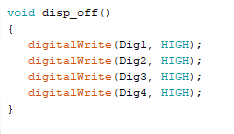 void disp_off()
{
digitalWrite(Dig1, HIGH);
digitalWrite(Dig2, HIGH);
digitalWrite(Dig3, HIGH);
digitalWrite(Dig4, HIGH);
}